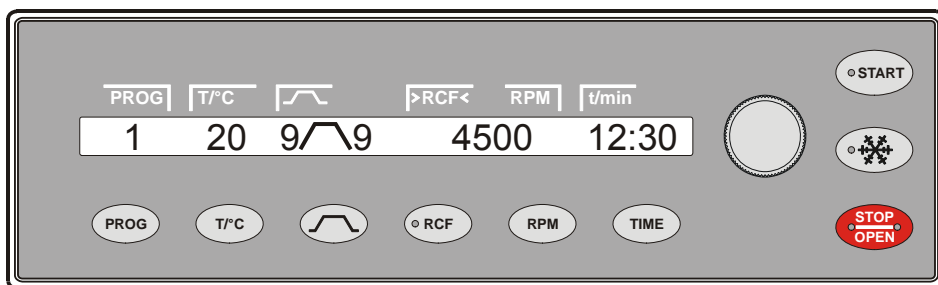 START
PROG T/°C >RCF< RPM t/min
1 20 9 9 4500 12:30
PROG T/°C RCF RPM TIME
STOP
OPEN